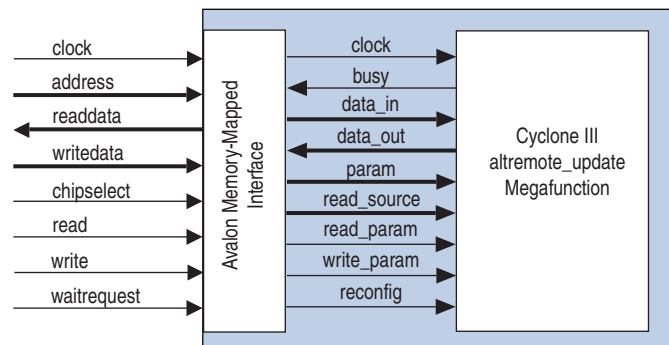 clock
address
readdata
writedata
chipselect
read
write
waitrequest
Avalon Memory-Mapped
Interface
clock
busy
data_in
data_out
param
read_source
read_param
write_param
reconfig
Cyclone III
altremote_update
Megafunction